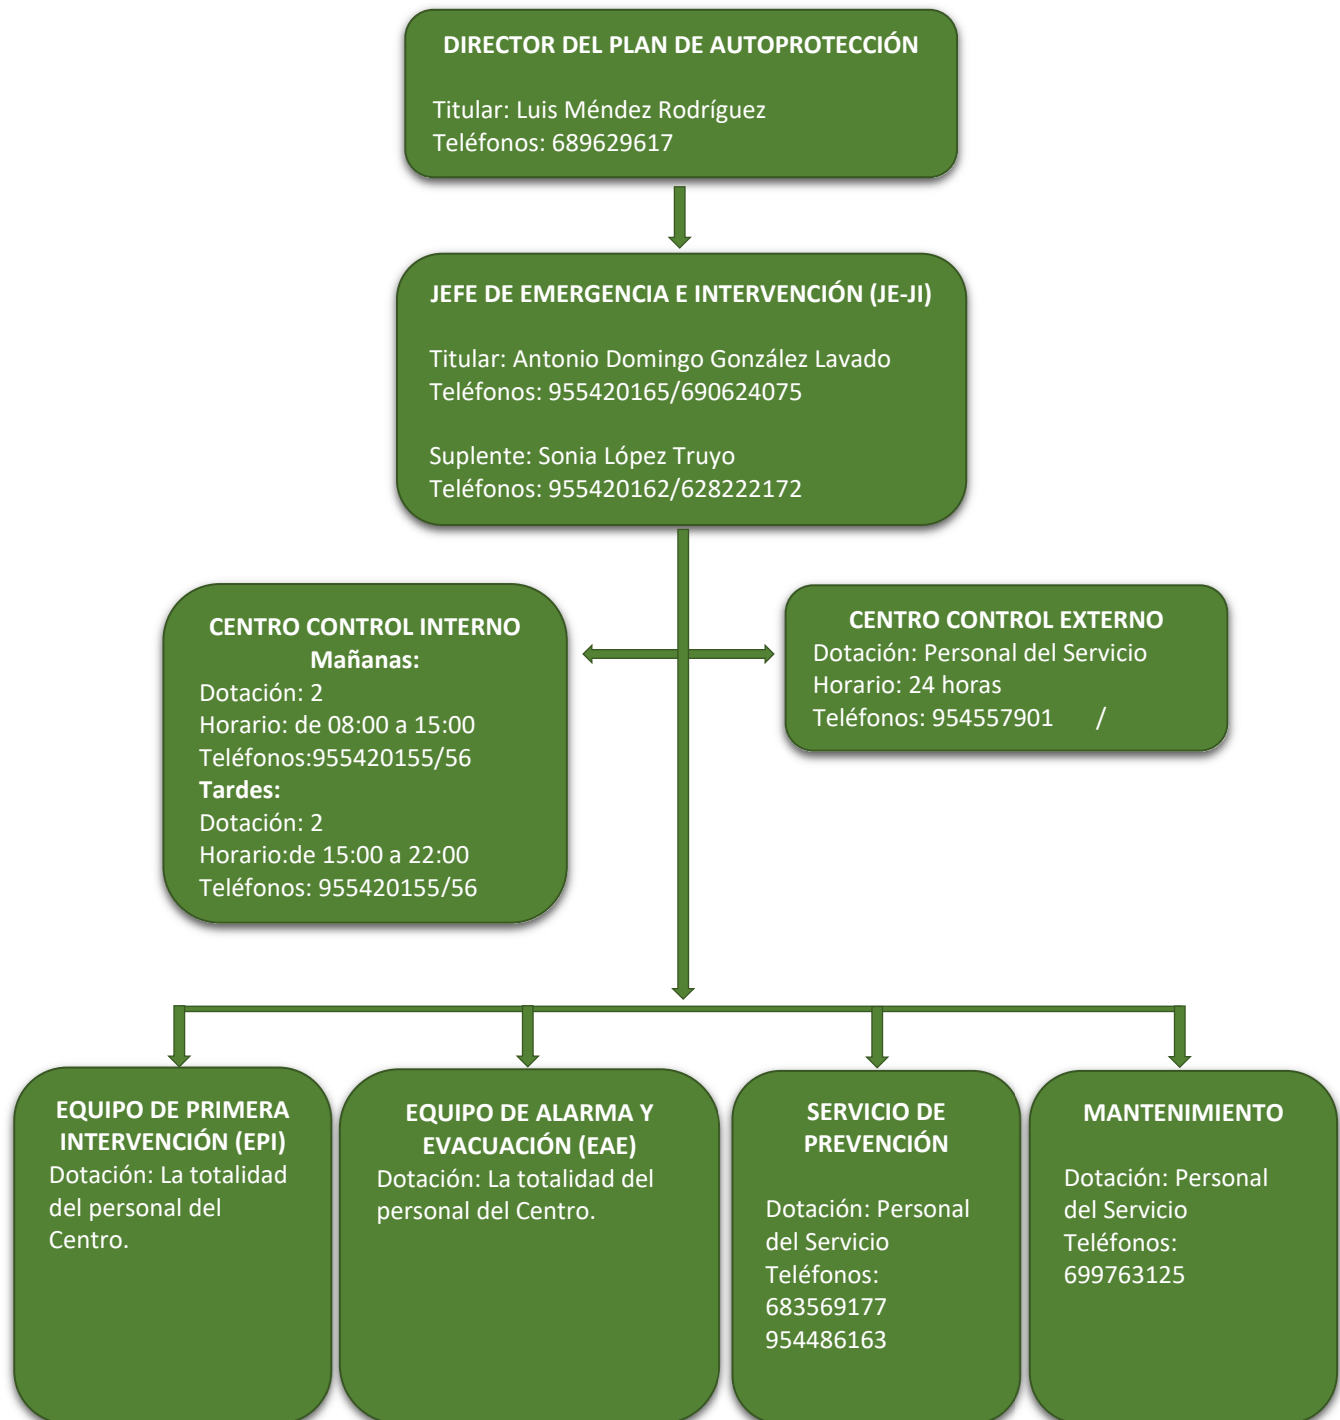 DIRECTOR DEL PLAN DE AUTOPROTECCIÓN
Titular: Luis Méndez Rodríguez
Teléfonos: 689629617
JEFE DE EMERGENCIA E INTERVENCIÓN (JE-JI)
Titular: Antonio Domingo González Lavado
Teléfonos: 955420165/690624075
Suplente: Sonia López Truyo
Teléfonos: 955420162/628222172
CENTRO CONTROL INTERNO
Mañanas:
Dotación: 2
Horario: de 08:00 a 15:00
Teléfonos:955420155/56
Tardes:
Dotación: 2
Horario:de 15:00 a 22:00
Teléfonos: 955420155/56
CENTRO CONTROL EXTERNO
Dotación: Personal del Servicio
Horario: 24 horas
Teléfonos: 954557901 /
EQUIPO DE PRIMERA
INTERVENCIÓN (EPI)
Dotación: La totalidad
del personal del
Centro.
EQUIPO DE ALARMA Y
EVACUACIÓN (EAE)
Dotación: La totalidad del
personal del Centro.
SERVICIO DE
PREVENCIÓN
Dotación: Personal
del Servicio
Teléfonos:
683569177
954486163
MANTENIMIENTO
Dotación: Personal
del Servicio
Teléfonos:
699763125